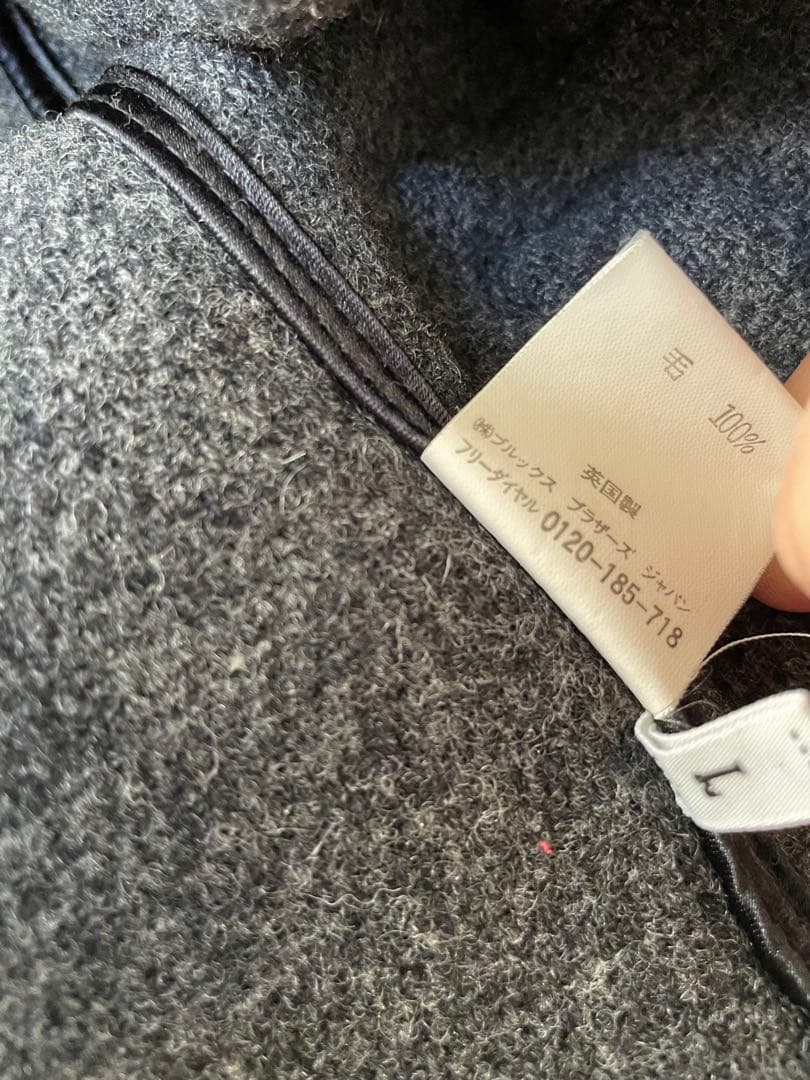 毛 100%
英国製
㈱ブルックス ブラザーズ ジャパン
フリーダイヤル 0120-185-718
L